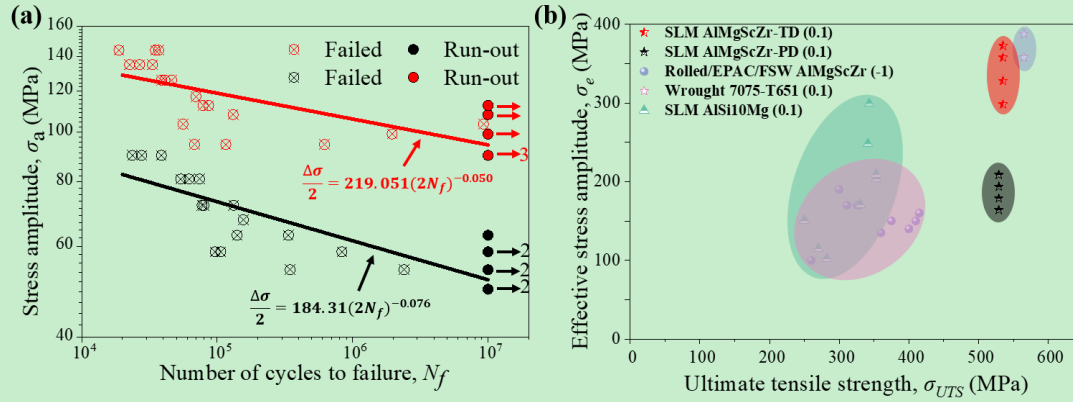 (a)
160
140
120
100
80
60
40
Stress amplitude, σa (MPa)
Failed Run-out
Failed Run-out
3
2
2
2
Δσ/2 = 219.051(2Nf)^−0.050
Δσ/2 = 184.31(2Nf)^−0.076
10^4 10^5 10^6 10^7
Number of cycles to failure, Nf
(b)
400
300
200
100
0
Effective stress amplitude, σe (MPa)
SLM AlMgScZr-TD (0.1)
SLM AlMgScZr-PD (0.1)
Rolled/EPAC/FSW AlMgScZr (-1)
Wrought 7075-T651 (0.1)
SLM AlSi10Mg (0.1)
0 100 200 300 400 500 600
Ultimate tensile strength, σUTS (MPa)